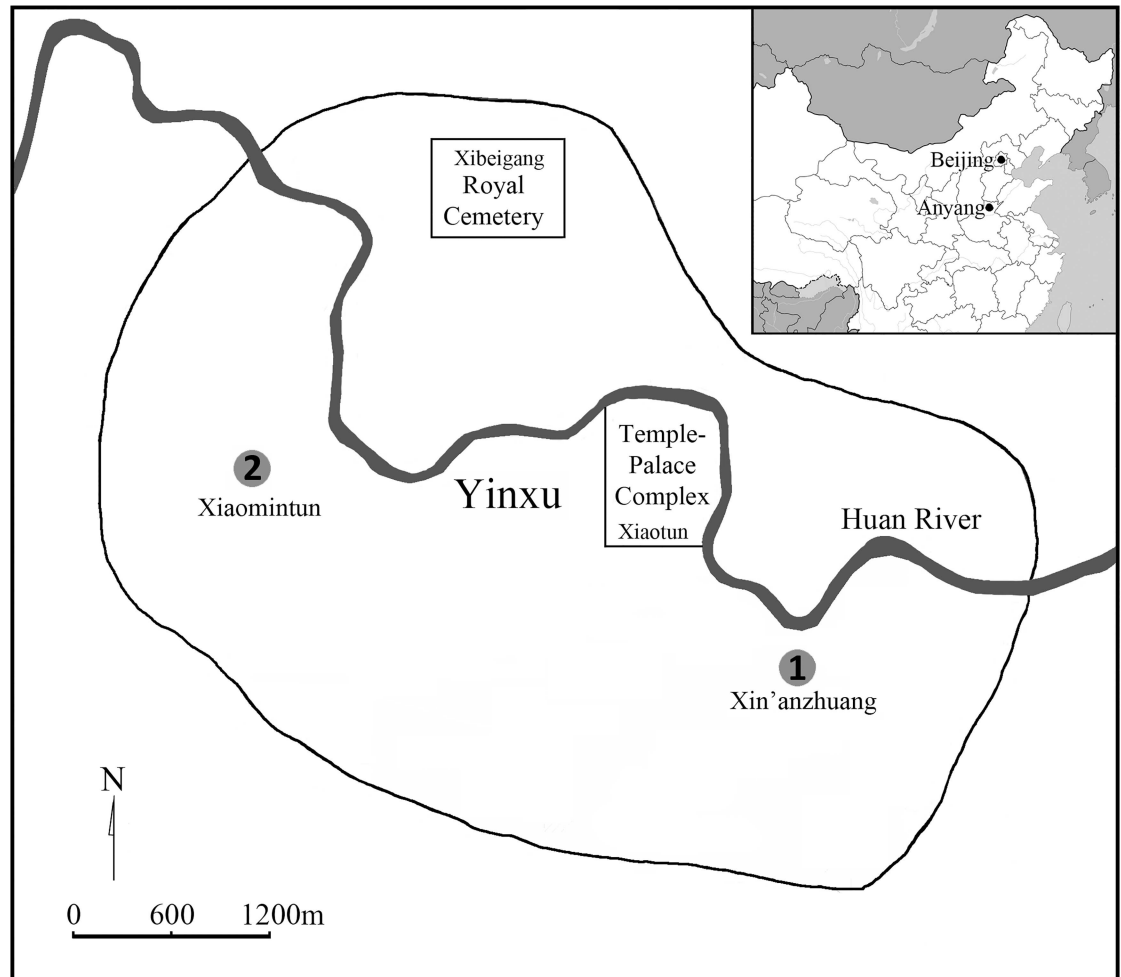 Beijing
Anyang
Xibeigang
Royal
Cemetery
Temple-
Palace
Complex
Xiaotun
2
Xiaomintun
Yinxu
Huan River
1
Xin’anzhuang
N
0 600 1200m